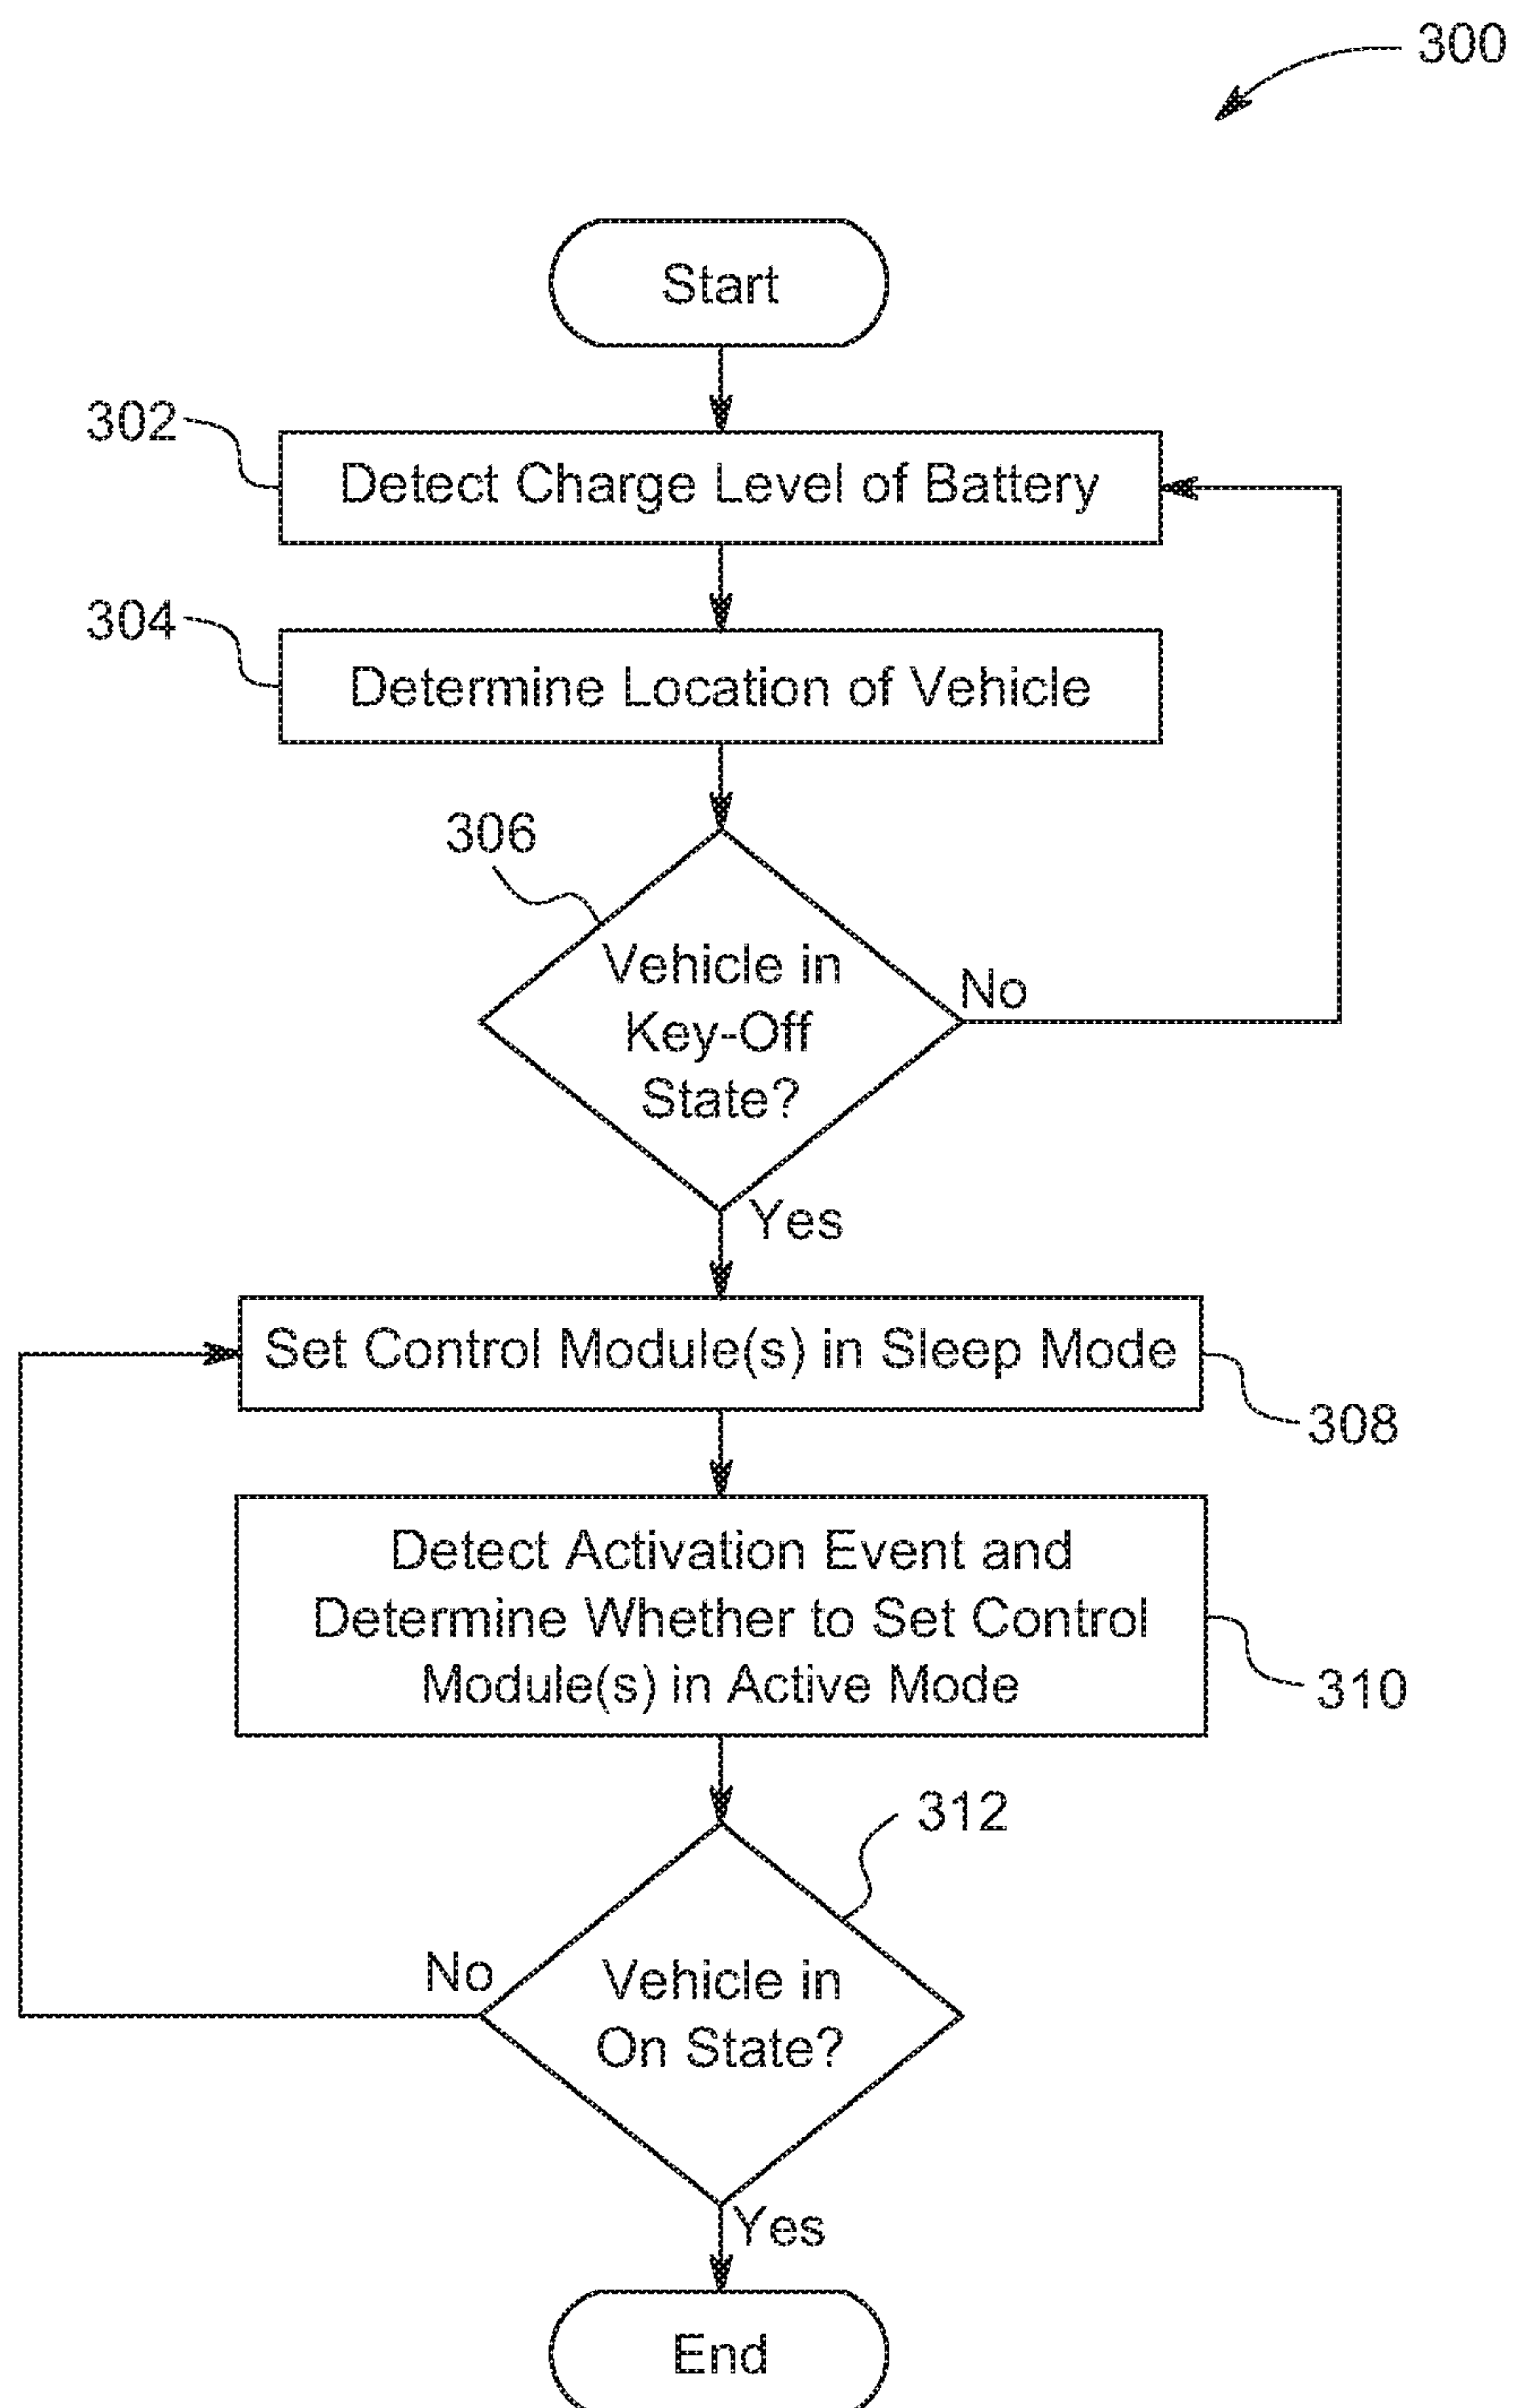 300
Start
302
Detect Charge Level of Battery
304
Determine Location of Vehicle
306
Vehicle in
Key-Off
State?
No
Yes
Set Control Module(s) in Sleep Mode
308
Detect Activation Event and
Determine Whether to Set Control
Module(s) in Active Mode
310
312
No
Vehicle in
On State?
Yes
End